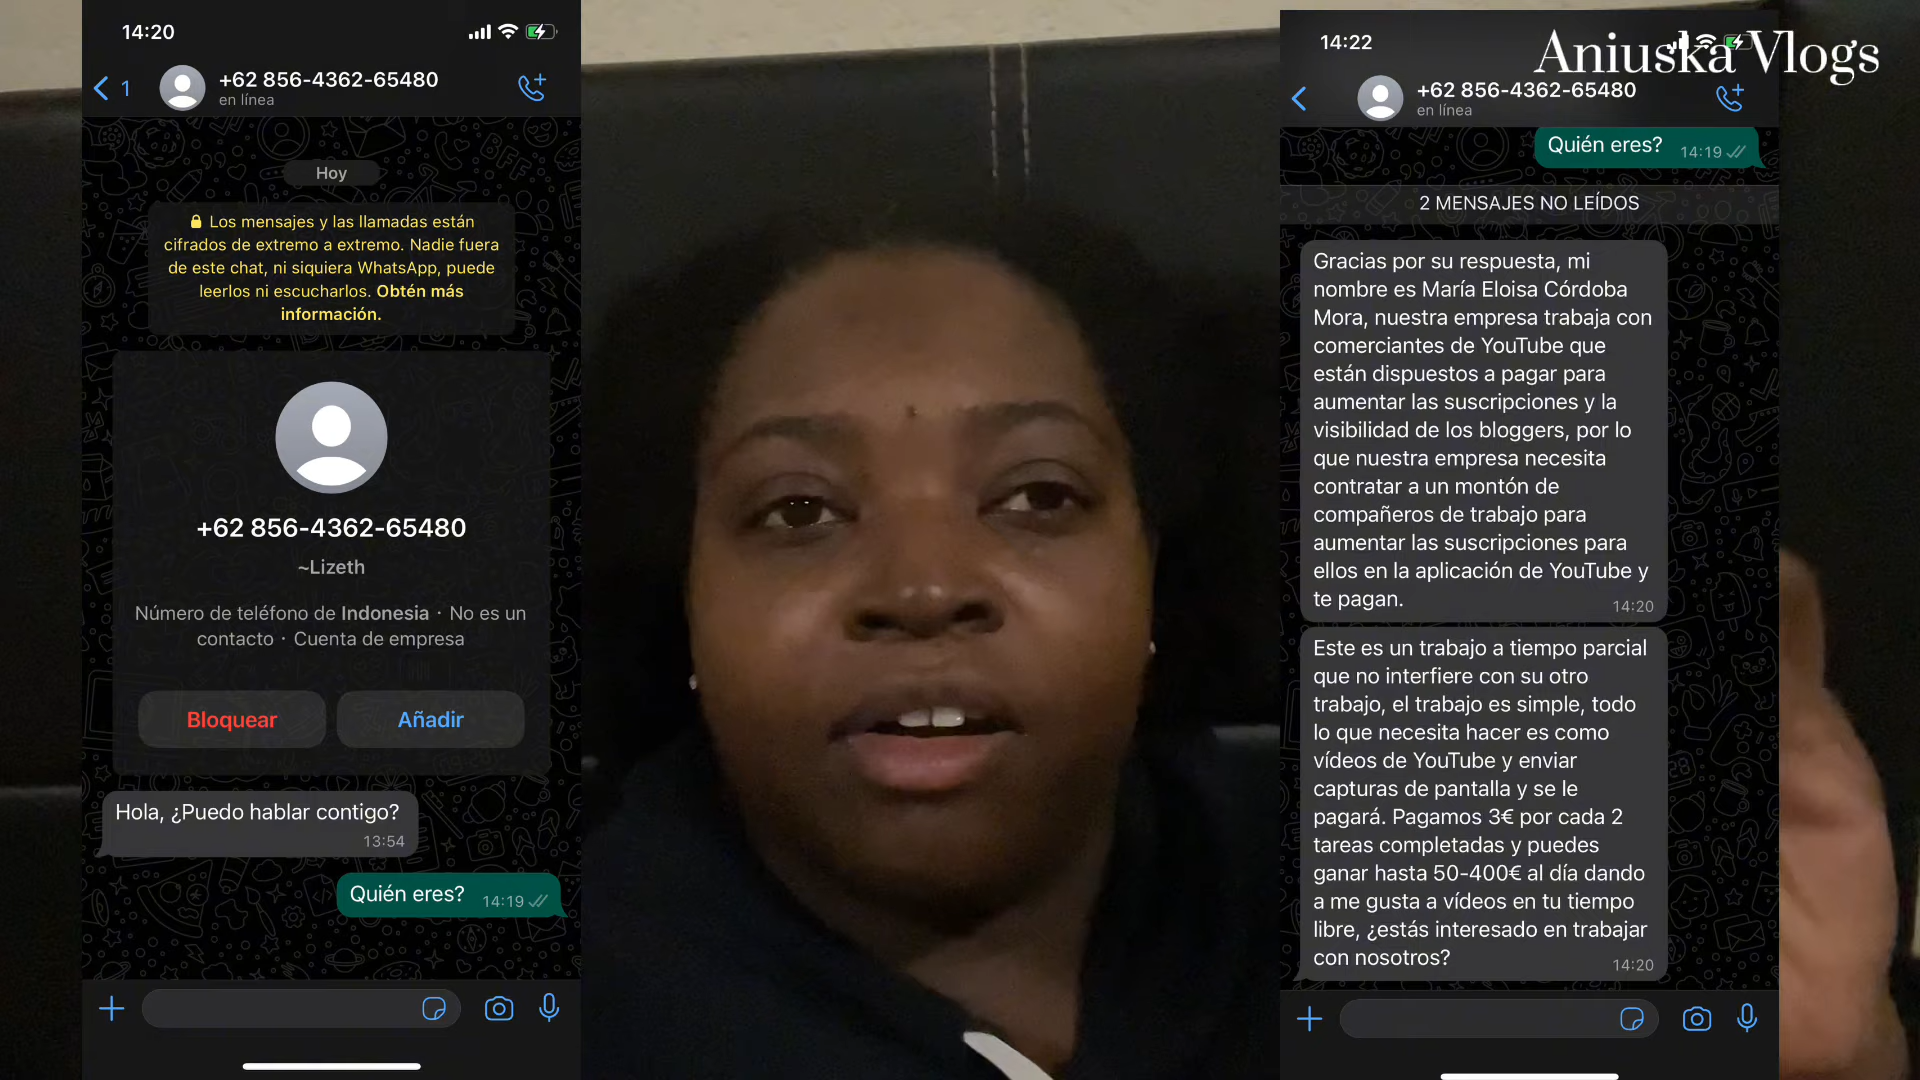 14:20
1
+62 856-4362-65480
en línea
Hoy
Los mensajes y las llamadas están
cifrados de extremo a extremo. Nadie fuera
de este chat, ni siquiera WhatsApp, puede
leerlos ni escucharlos. Obtén más
información.
+62 856-4362-65480
~Lizeth
Número de teléfono de Indonesia · No es un
contacto · Cuenta de empresa
Bloquear
Añadir
Hola, ¿Puedo hablar contigo?
13:54
Quién eres?
14:19
14:22
Aniuska Vlogs
+62 856-4362-65480
en línea
Quién eres?
14:19
2 MENSAJES NO LEÍDOS
Gracias por su respuesta, mi
nombre es María Eloisa Córdoba
Mora, nuestra empresa trabaja con
comerciantes de YouTube que
están dispuestos a pagar para
aumentar las suscripciones y la
visibilidad de los bloggers, por lo
que nuestra empresa necesita
contratar a un montón de
compañeros de trabajo para
aumentar las suscripciones para
ellos en la aplicación de YouTube y
te pagan.
14:20
Este es un trabajo a tiempo parcial
que no interfiere con su otro
trabajo, el trabajo es simple, todo
lo que necesita hacer es como
vídeos de YouTube y enviar
capturas de pantalla y se le
pagará. Pagamos 3€ por cada 2
tareas completadas y puedes
ganar hasta 50-400€ al día dando
a me gusta a vídeos en tu tiempo
libre, ¿estás interesado en trabajar
con nosotros?
14:20